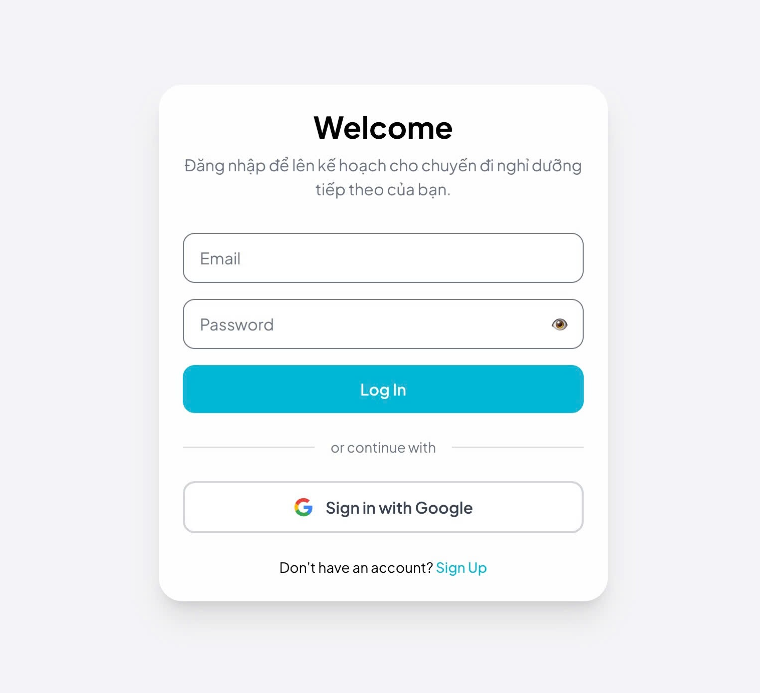 Welcome
Đăng nhập để lên kế hoạch cho chuyến đi nghỉ dưỡng
tiếp theo của bạn.
Email
Password
Log In
or continue with
Sign in with Google
Don't have an account? Sign Up